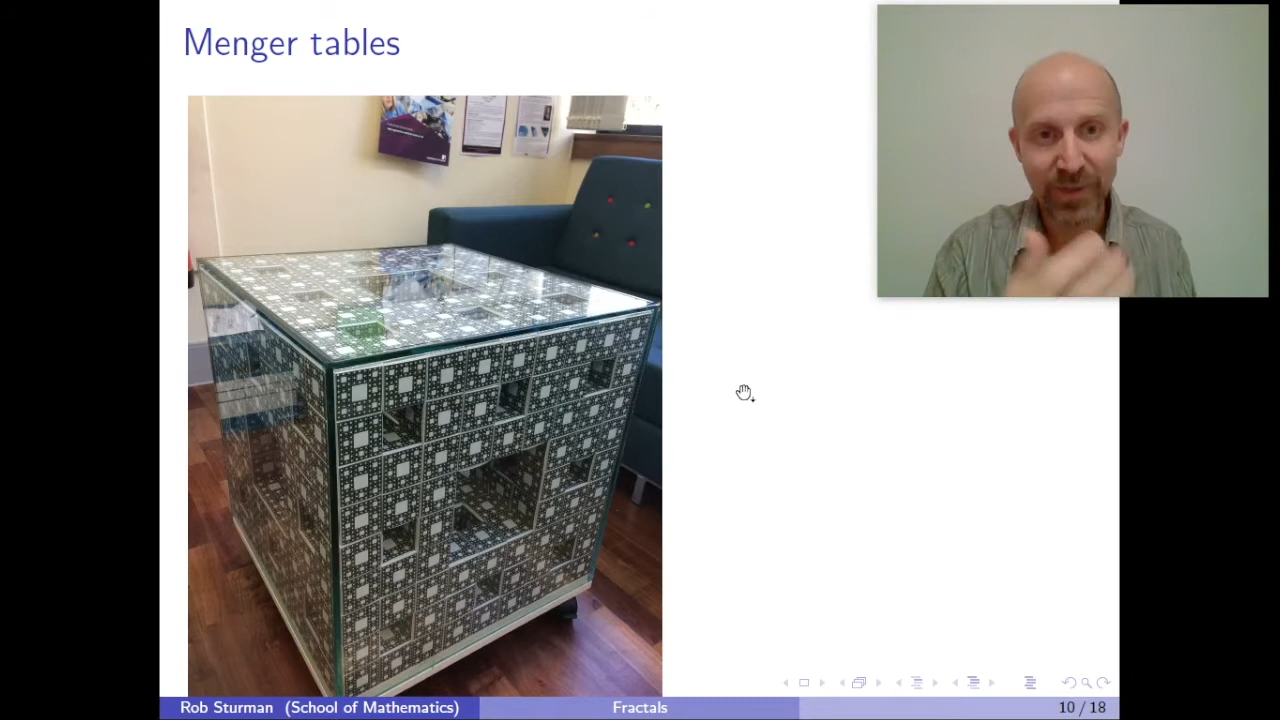 Menger tables
Rob Sturman (School of Mathematics)
Fractals
10 / 18